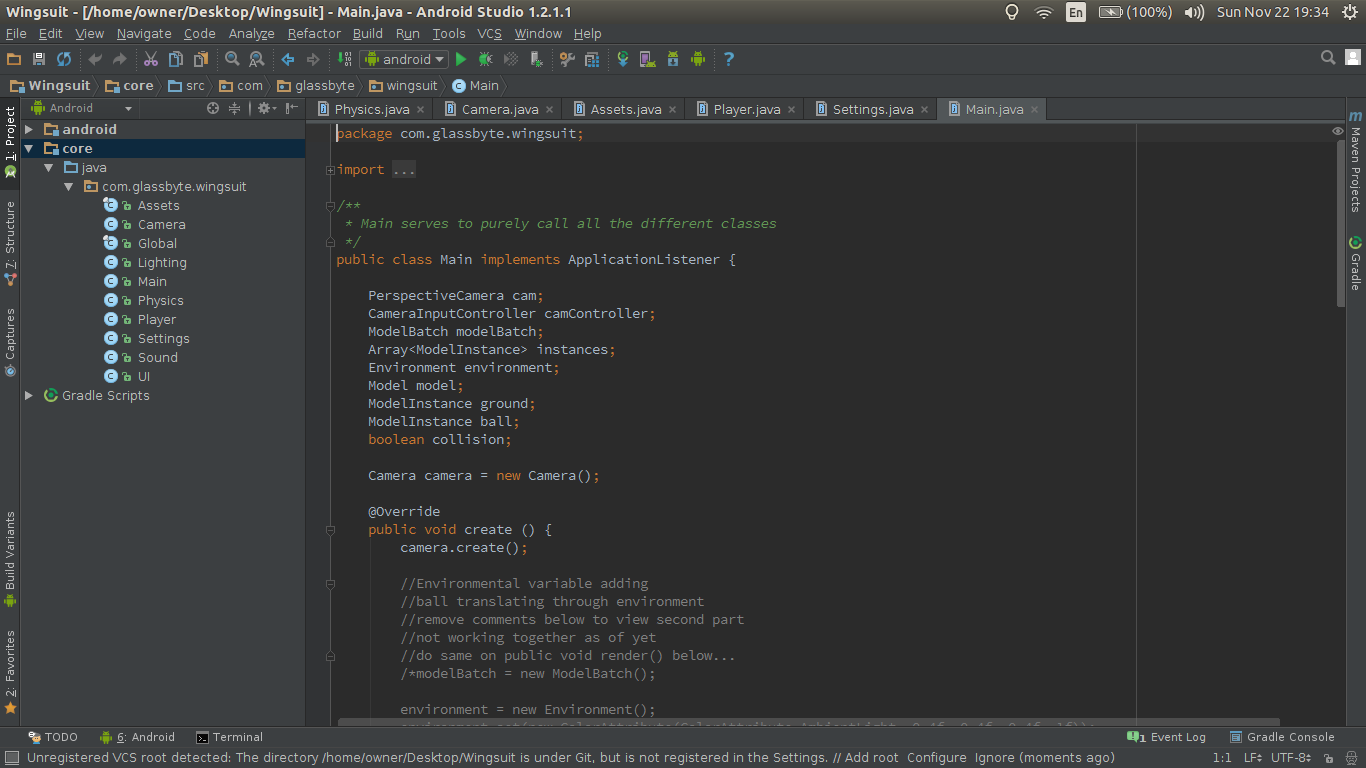 Wingsuit - [/home/owner/Desktop/Wingsuit] - Main.java - Android Studio 1.2.1.1
En (100%) Sun Nov 22 19:34
File Edit View Navigate Code Analyze Refactor Build Run Tools VCS Window Help
android
Wingsuit core src com glassbyte wingsuit Main
Android
Physics.java Camera.java Assets.java Player.java Settings.java Main.java
1: Project
7: Structure
Captures
Build Variants
2: Favorites
android
core
java
com.glassbyte.wingsuit
Assets
Camera
Global
Lighting
Main
Physics
Player
Settings
Sound
UI
Gradle Scripts
package com.glassbyte.wingsuit;
import ...
/**
* Main serves to purely call all the different classes
*/
public class Main implements ApplicationListener {
PerspectiveCamera cam;
CameraInputController camController;
ModelBatch modelBatch;
Array<ModelInstance> instances;
Environment environment;
Model model;
ModelInstance ground;
ModelInstance ball;
boolean collision;
Camera camera = new Camera();
@Override
public void create () {
camera.create();
//Environmental variable adding
//ball translating through environment
//remove comments below to view second part
//not working together as of yet
//do same on public void render() below...
/*modelBatch = new ModelBatch();
environment = new Environment();
Maven Projects
Gradle
TODO 6: Android Terminal 1 Event Log Gradle Console
Unregistered VCS root detected: The directory /home/owner/Desktop/Wingsuit is under Git, but is not registered in the Settings. // Add root Configure Ignore (moments ago) 1:1 LF UTF-8